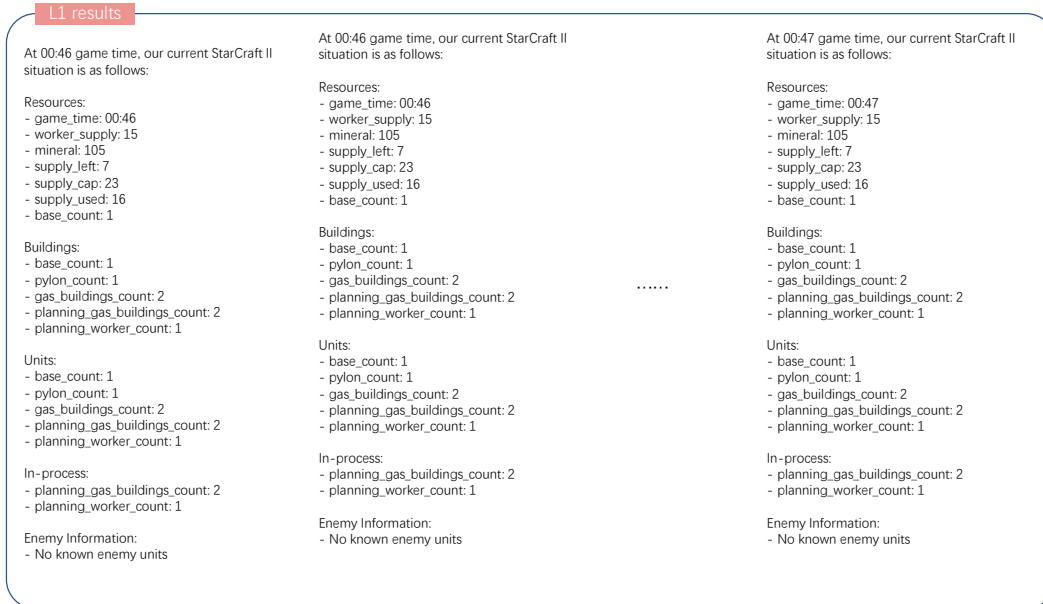 L1 results
At 00:46 game time, our current StarCraft II
situation is as follows:
Resources:
- game_time: 00:46
- worker_supply: 15
- mineral: 105
- supply_left: 7
- supply_cap: 23
- supply_used: 16
- base_count: 1
Buildings:
- base_count: 1
- pylon_count: 1
- gas_buildings_count: 2
- planning_gas_buildings_count: 2
- planning_worker_count: 1
Units:
- base_count: 1
- pylon_count: 1
- gas_buildings_count: 2
- planning_gas_buildings_count: 2
- planning_worker_count: 1
In-process:
- planning_gas_buildings_count: 2
- planning_worker_count: 1
Enemy Information:
- No known enemy units
At 00:46 game time, our current StarCraft II
situation is as follows:
Resources:
- game_time: 00:46
- worker_supply: 15
- mineral: 105
- supply_left: 7
- supply_cap: 23
- supply_used: 16
- base_count: 1
Buildings:
- base_count: 1
- pylon_count: 1
- gas_buildings_count: 2
- planning_gas_buildings_count: 2
- planning_worker_count: 1
Units:
- base_count: 1
- pylon_count: 1
- gas_buildings_count: 2
- planning_gas_buildings_count: 2
- planning_worker_count: 1
In-process:
- planning_gas_buildings_count: 2
- planning_worker_count: 1
Enemy Information:
- No known enemy units
......
At 00:47 game time, our current StarCraft II
situation is as follows:
Resources:
- game_time: 00:47
- worker_supply: 15
- mineral: 105
- supply_left: 7
- supply_cap: 23
- supply_used: 16
- base_count: 1
Buildings:
- base_count: 1
- pylon_count: 1
- gas_buildings_count: 2
- planning_gas_buildings_count: 2
- planning_worker_count: 1
Units:
- base_count: 1
- pylon_count: 1
- gas_buildings_count: 2
- planning_gas_buildings_count: 2
- planning_worker_count: 1
In-process:
- planning_gas_buildings_count: 2
- planning_worker_count: 1
Enemy Information:
- No known enemy units